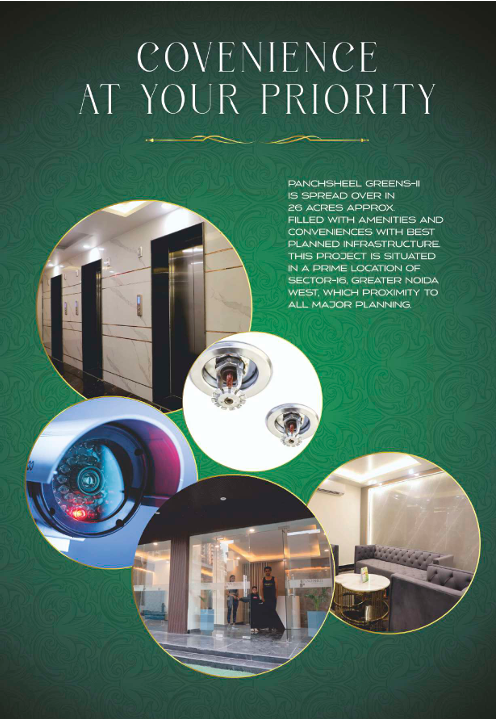 COVENIENCE
AT YOUR PRIORITY
PANCHSHEEL GREENS-II
IS SPREAD OVER IN
26 ACRES APPROX.
FILLED WITH AMENITIES AND
CONVENIENCES WITH BEST
PLANNED INFRASTRUCTURE.
THIS PROJECT IS SITUATED
IN A PRIME LOCATION OF
SECTOR-16, GREATER NOIDA
WEST, WHICH PROXIMITY TO
ALL MAJOR PLANNING.